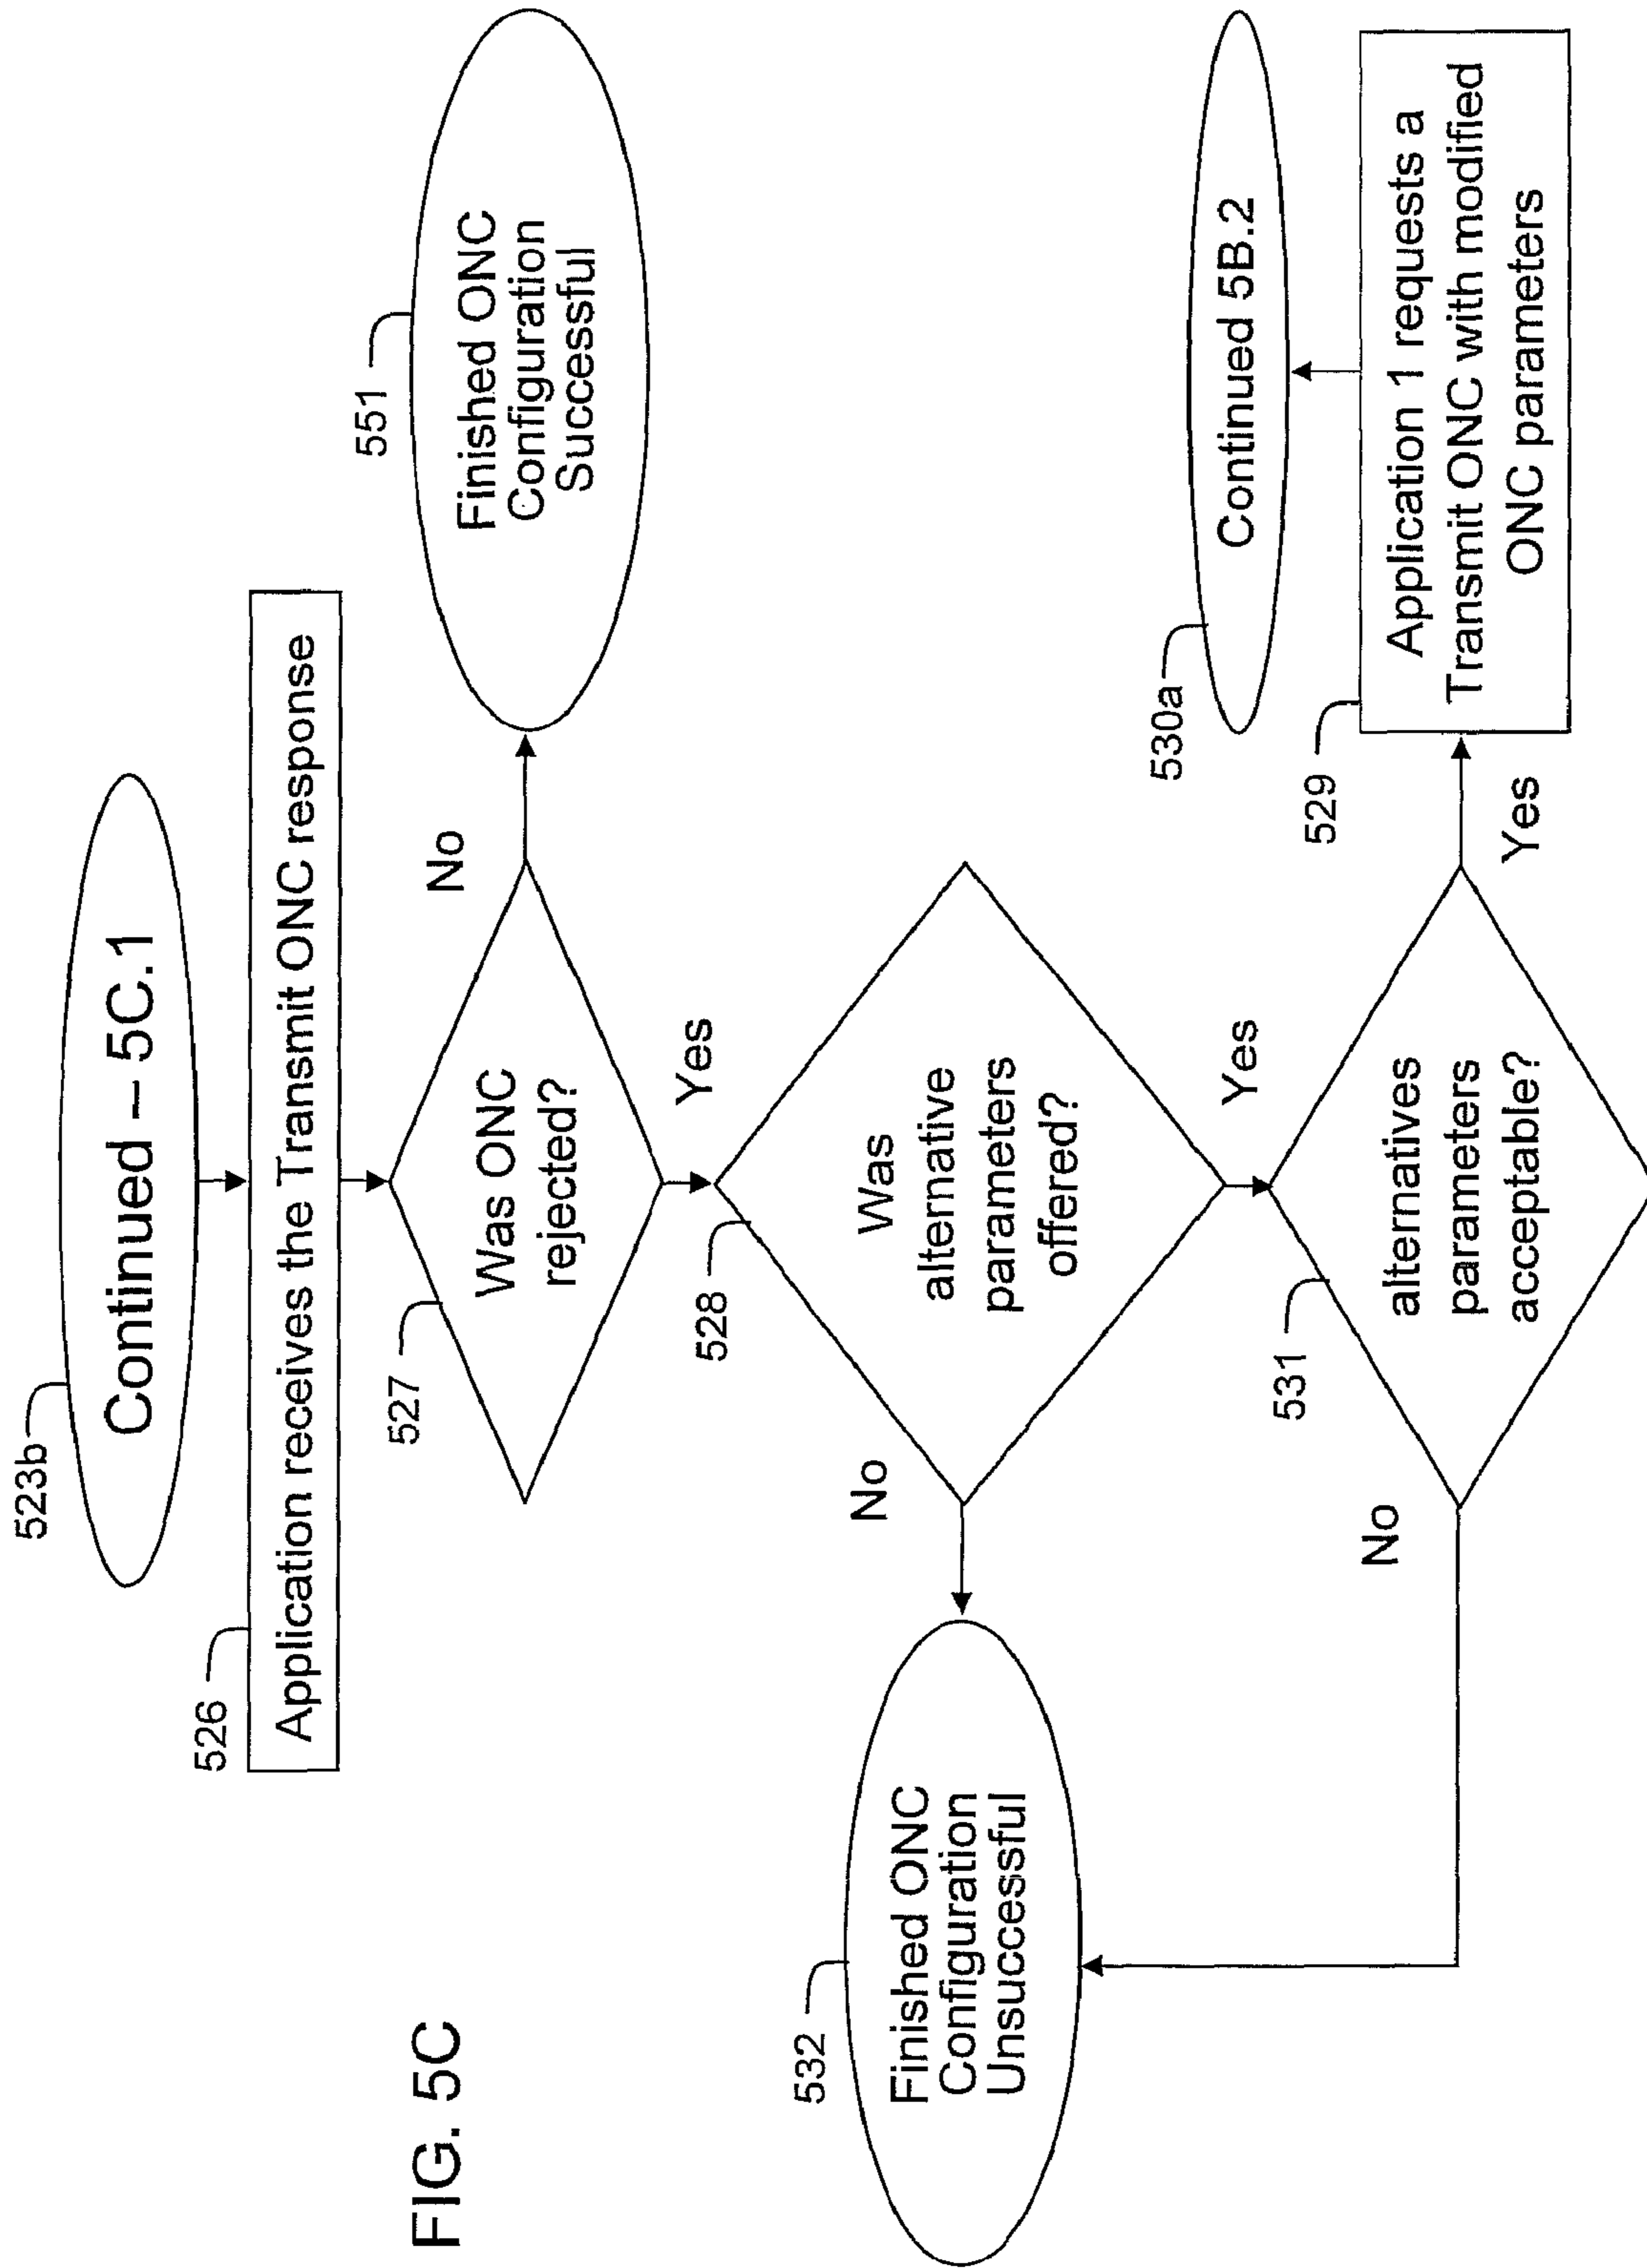 FIG. 5C
523b
Continued – 5C.1
526
Application receives the Transmit ONC response
527
Was ONC
rejected?
No
551
Finished ONC
Configuration
Successful
Yes
528
Was
alternative
parameters
offered?
No
532
Finished ONC
Configuration
Unsuccessful
Yes
531
alternatives
parameters
acceptable?
No
Yes
529
Application 1 requests a
Transmit ONC with modified
ONC parameters
530a
Continued 5B.2